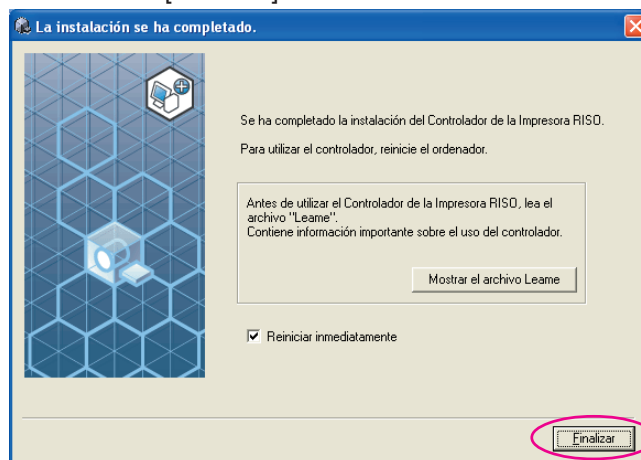 La instalación se ha completado.
Se ha completado la instalación del Controlador de la Impresora RISO.
Para utilizar el controlador, reinicie el ordenador.
Antes de utilizar el Controlador de la Impresora RISO, lea el
archivo "Leame".
Contiene información importante sobre el uso del controlador.
Mostrar el archivo Leame
Reiniciar inmediatamente
Finalizar